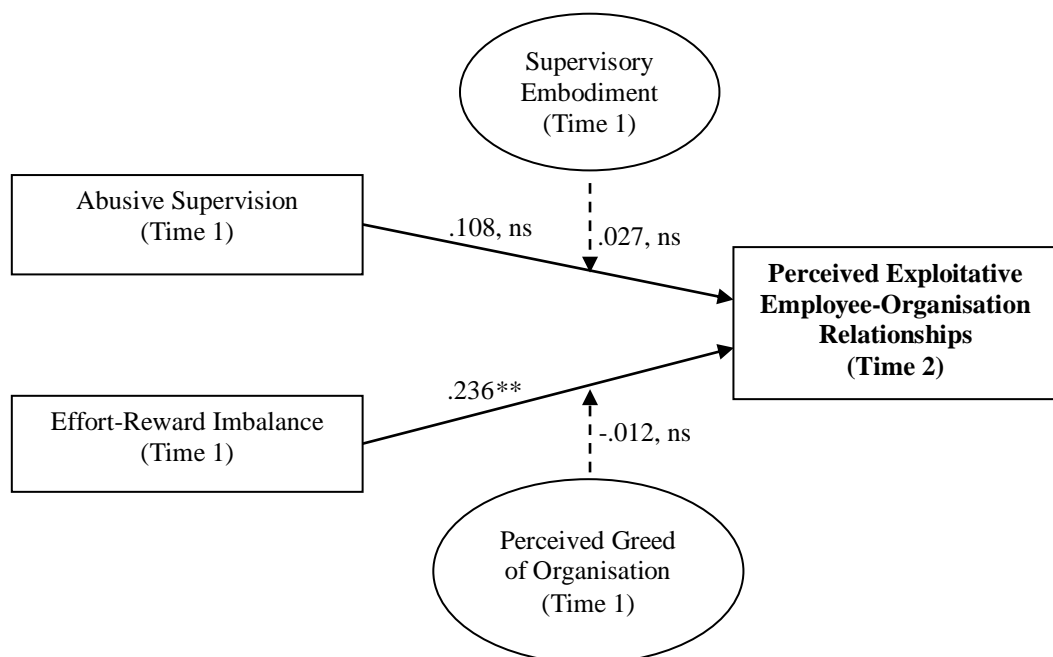 Supervisory
Embodiment
(Time 1)
Abusive Supervision
(Time 1)
.108, ns
.027, ns
Perceived Exploitative
Employee-Organisation
Relationships
(Time 2)
.236**
Effort-Reward Imbalance
(Time 1)
-.012, ns
Perceived Greed
of Organisation
(Time 1)